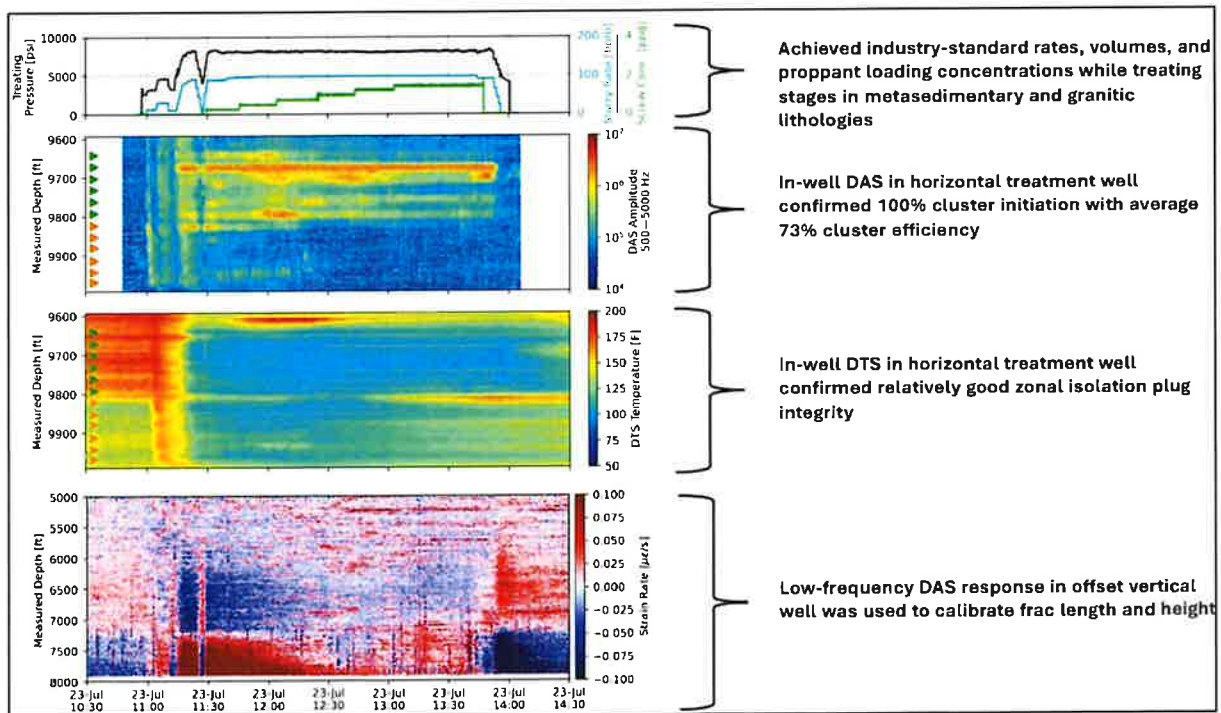 10000
5000
0
Treating
Pressure [psi]
200
100
0
Slurry Rate [bpm]
4
2
0
[ppg]
Achieved industry-standard rates, volumes, and
proppant loading concentrations while treating
stages in metasedimentary and granitic
lithologies
9600
9700
9800
9900
Measured Depth [ft]
10⁷
10⁶
10⁵
10⁴
DAS Amplitude
500—5000 Hz
In-well DAS in horizontal treatment well
confirmed 100% cluster initiation with average
73% cluster efficiency
9600
9700
9800
9900
Measured Depth [ft]
200
175
150
125
100
75
50
DTS Temperature [F]
In-well DTS in horizontal treatment well
confirmed relatively good zonal isolation plug
integrity
5000
5500
6000
6500
7000
7500
8000
Measured Depth [ft]
0.100
0.075
0.050
0.025
0.000
−0.025
−0.050
−0.075
−0.100
Strain Rate [με/s]
Low-frequency DAS response in offset vertical
well was used to calibrate frac length and height
23-Jul 23-Jul 23-Jul 23-Jul 23-Jul 23-Jul 23-Jul 23-Jul 23-Jul
10:30 11:00 11:30 12:00 12:30 13:00 13:30 14:00 14:30